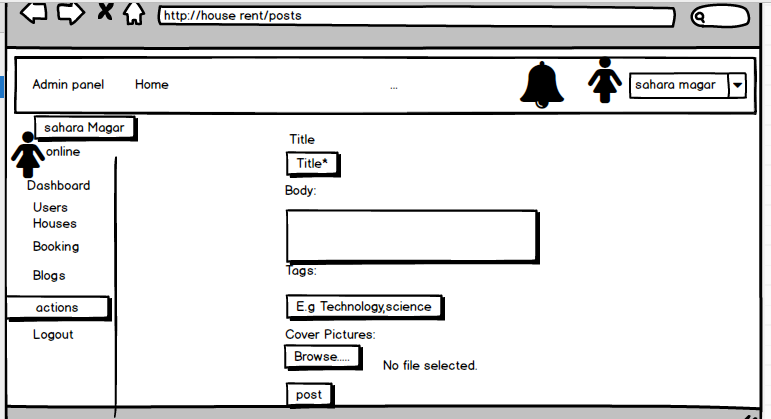 http://house rent/posts
Admin panel Home ... sahara magar
sahara Magar
online
Dashboard
Users
Houses
Booking
Blogs
actions
Logout
Title
Title*
Body:
Tags:
E.g Technology,science
Cover Pictures:
Browse..... No file selected.
post